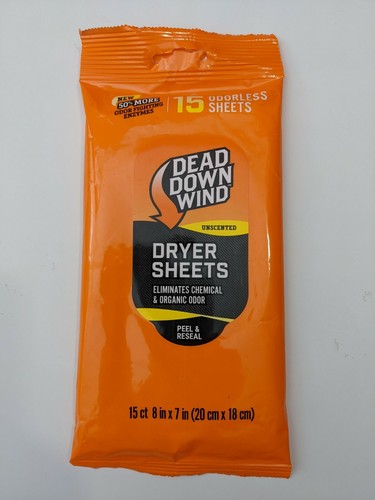 NEW
50% MORE
ODOR FIGHTING
ENZYMES
15 ODORLESS
SHEETS
DEAD
DOWN
WIND
UNSCENTED
DRYER
SHEETS
ELIMINATES CHEMICAL
& ORGANIC ODOR
PEEL &
RESEAL
15 ct 8 in x 7 in (20 cm x 18 cm)